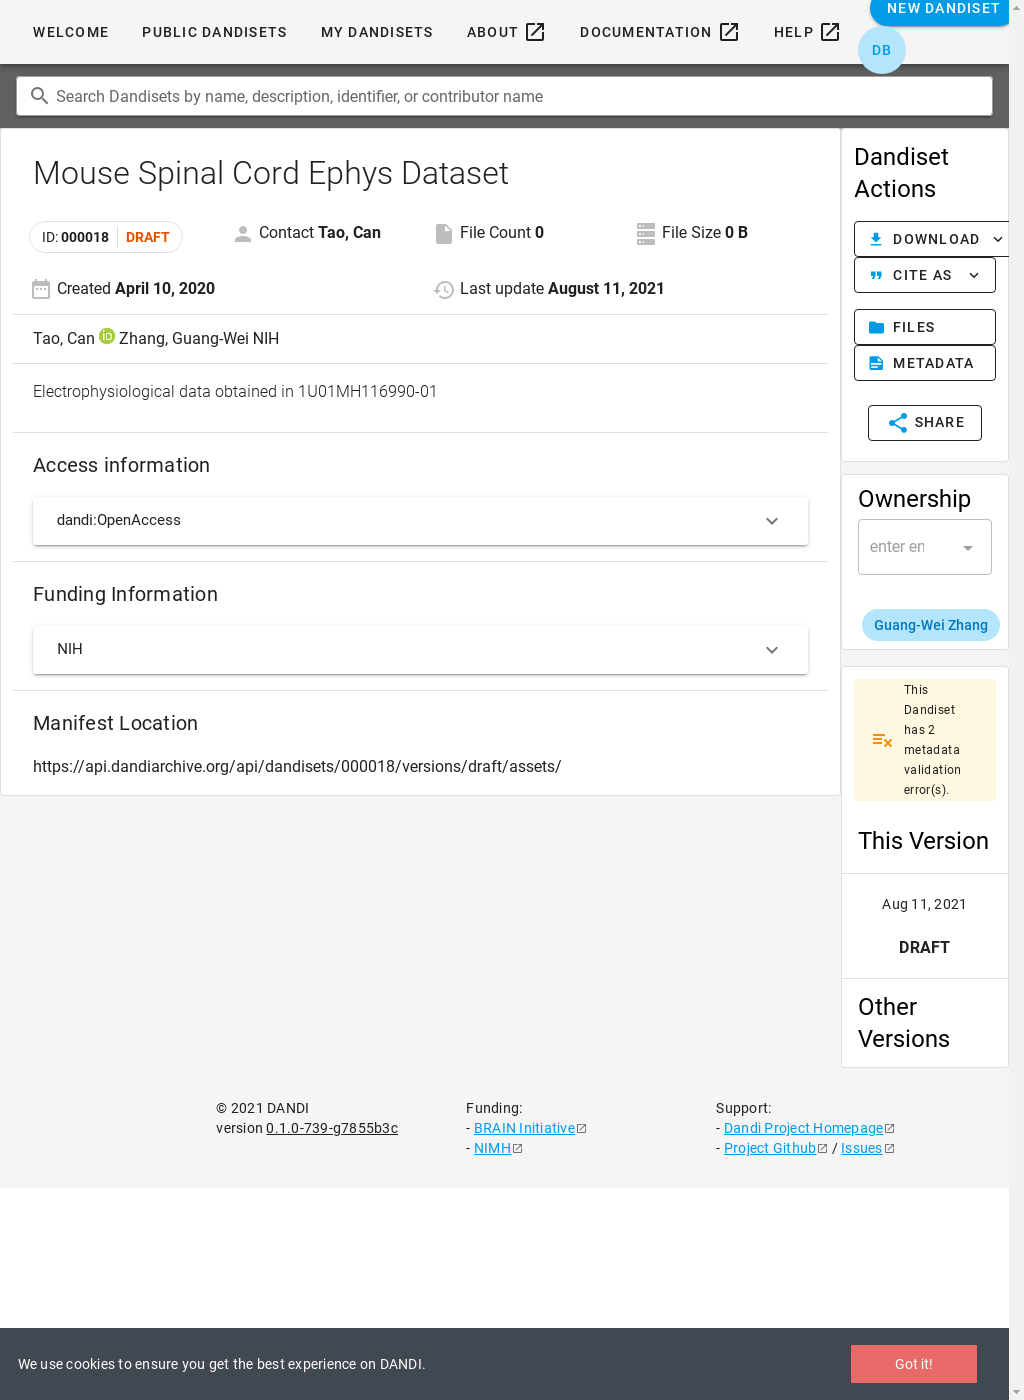 WELCOME PUBLIC DANDISETS MY DANDISETS ABOUT DOCUMENTATION HELP NEW DANDISET
DB
Search Dandisets by name, description, identifier, or contributor name
Mouse Spinal Cord Ephys Dataset
ID: 000018 DRAFT Contact Tao, Can File Count 0 File Size 0 B
Created April 10, 2020 Last update August 11, 2021
Tao, Can iD Zhang, Guang-Wei NIH
Electrophysiological data obtained in 1U01MH116990-01
Access information
dandi:OpenAccess
Funding Information
NIH
Manifest Location
https://api.dandiarchive.org/api/dandisets/000018/versions/draft/assets/
Dandiset
Actions
DOWNLOAD
CITE AS
FILES
METADATA
SHARE
Ownership
enter en
Guang-Wei Zhang
This
Dandiset
has 2
metadata
validation
error(s).
This Version
Aug 11, 2021
DRAFT
Other
Versions
© 2021 DANDI
version 0.1.0-739-g7855b3c
Funding:
- BRAIN Initiative
- NIMH
Support:
- Dandi Project Homepage
- Project Github / Issues
We use cookies to ensure you get the best experience on DANDI.
Got it!